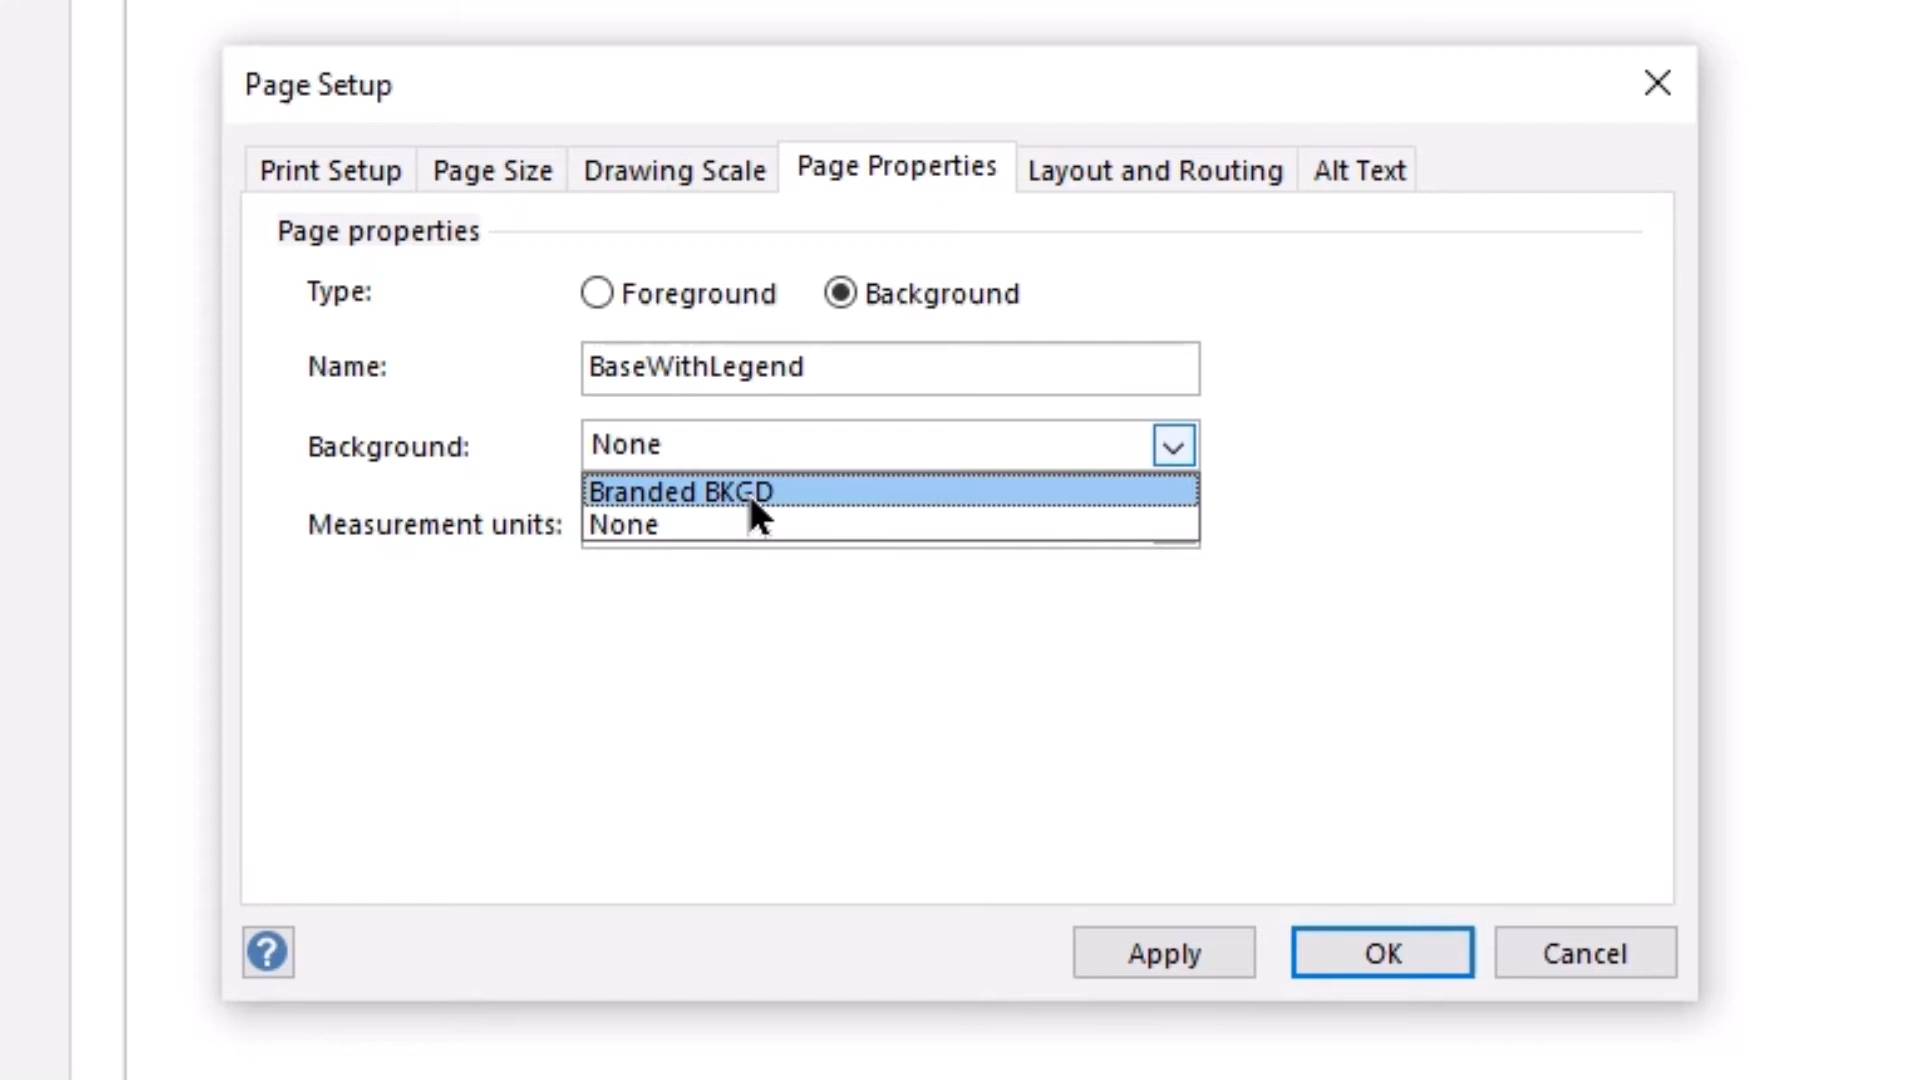 Page Setup
Print Setup Page Size Drawing Scale Page Properties Layout and Routing Alt Text
Page properties
Type: Foreground Background
Name: BaseWithLegend
Background: None
Branded BKGD
Measurement units: None
? Apply OK Cancel